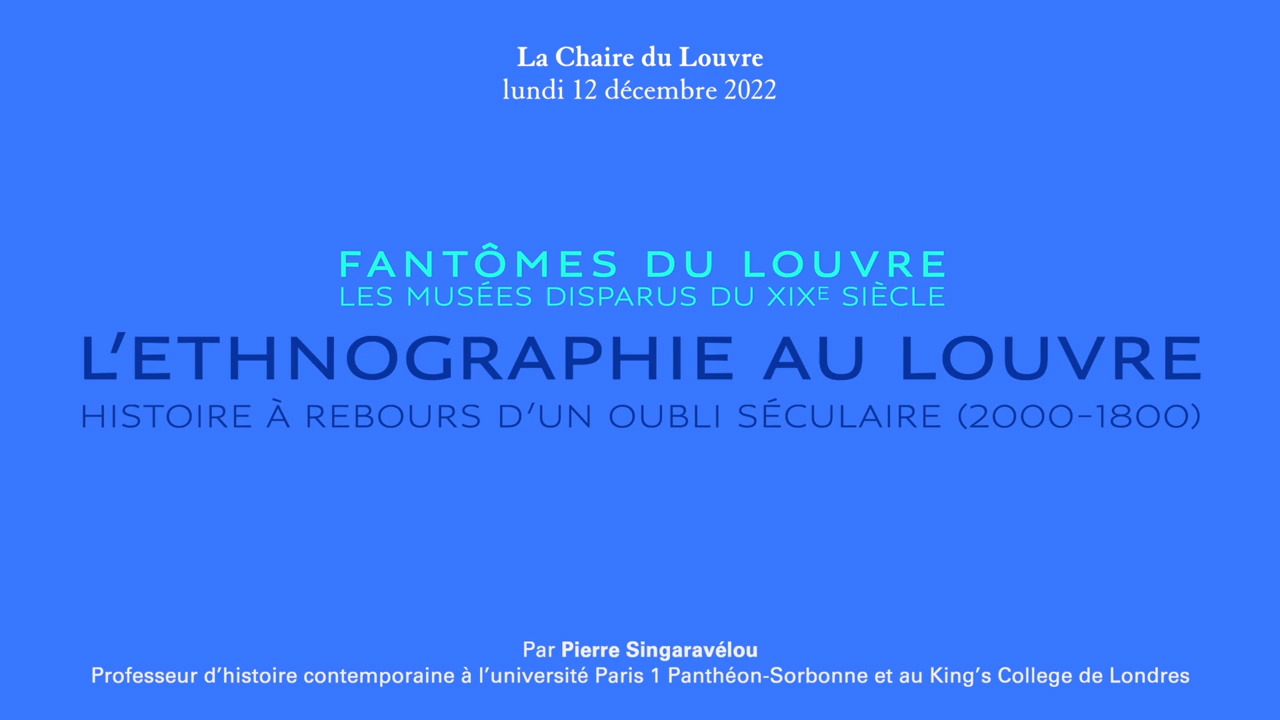 La Chaire du Louvre
lundi 12 décembre 2022
FANTÔMES DU LOUVRE
LES MUSÉES DISPARUS DU XIXE SIÈCLE
L’ETHNOGRAPHIE AU LOUVRE
HISTOIRE À REBOURS D’UN OUBLI SÉCULAIRE (2000-1800)
Par Pierre Singaravélou
Professeur d’histoire contemporaine à l’université Paris 1 Panthéon-Sorbonne et au King’s College de Londres